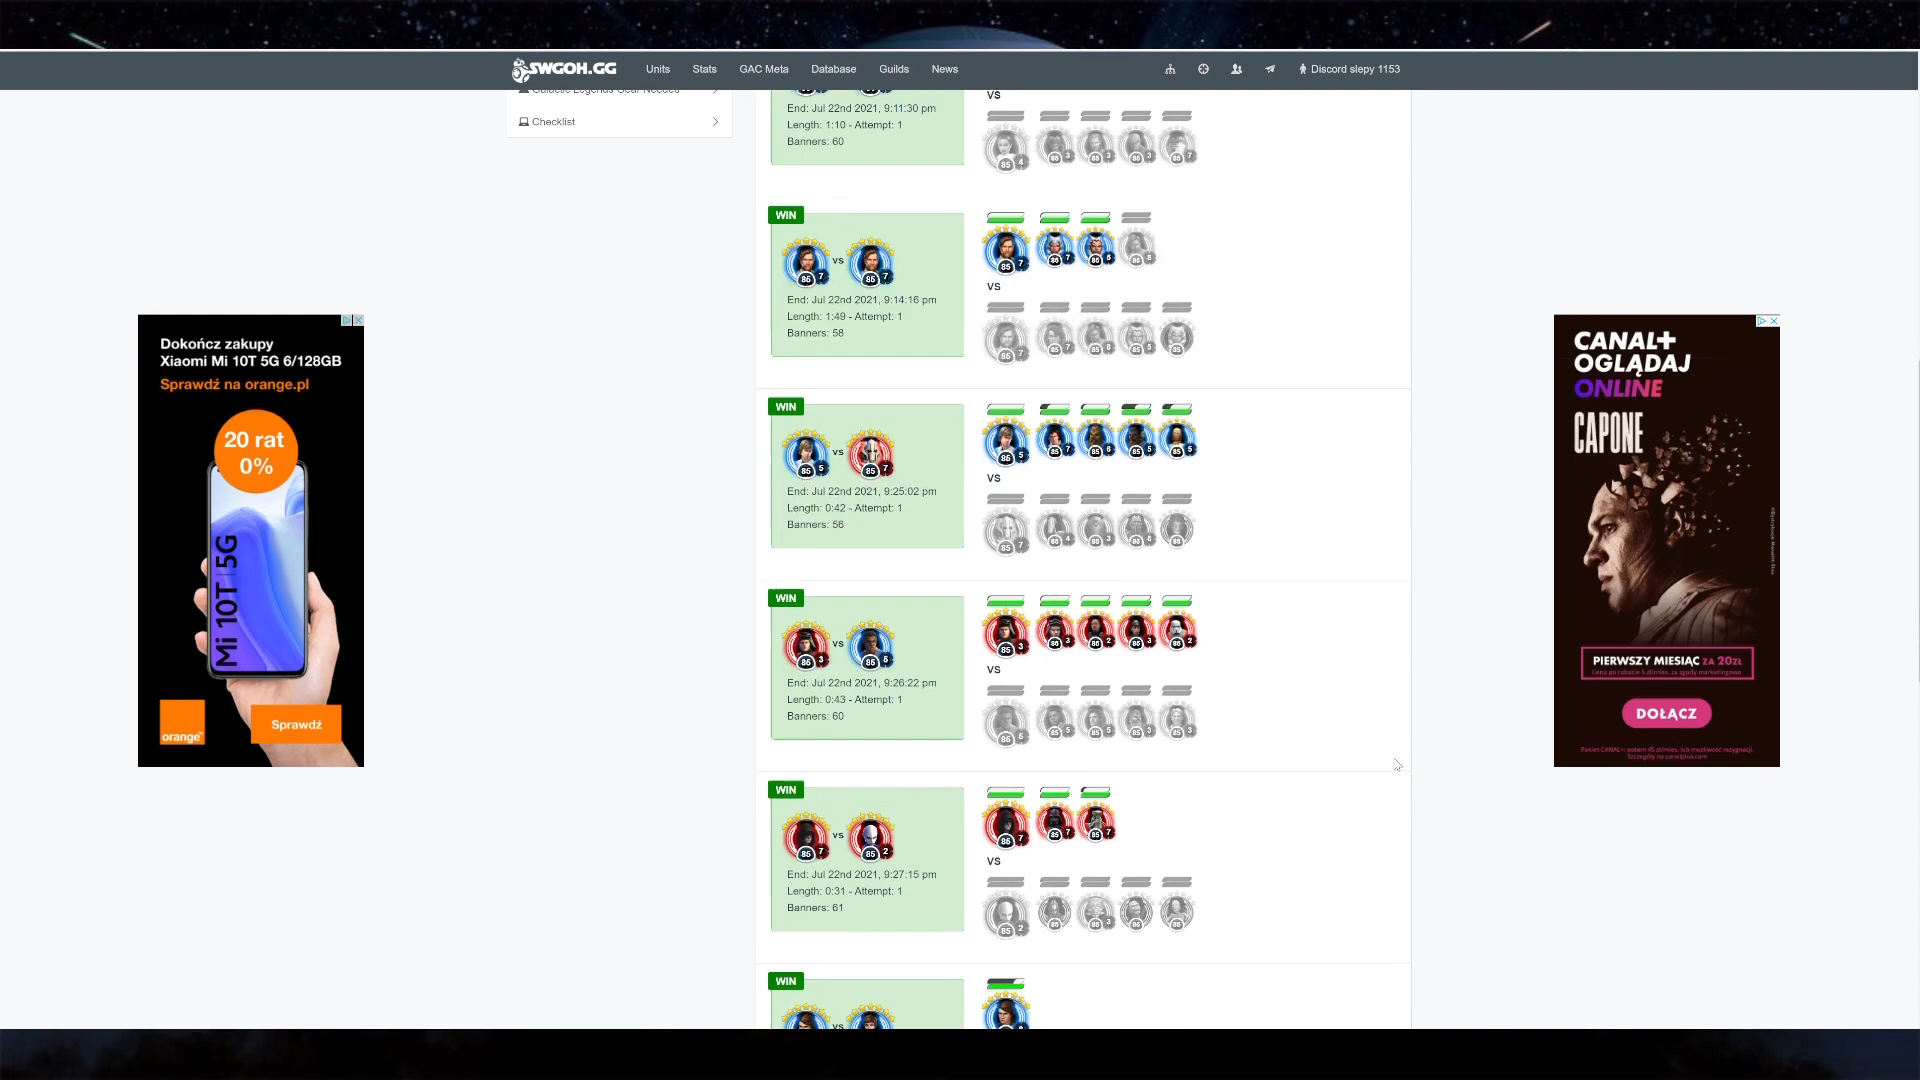 SWGOH.GG
Units
Stats
GAC Meta
Database
Guilds
News
Discord slepy 1153
Galactic Legends Gear Needed
Checklist
End: Jul 22nd 2021, 9:11:30 pm
Length: 1:10 - Attempt: 1
Banners: 60
VS
WIN
VS
End: Jul 22nd 2021, 9:14:16 pm
Length: 1:49 - Attempt: 1
Banners: 58
VS
WIN
VS
End: Jul 22nd 2021, 9:25:02 pm
Length: 0:42 - Attempt: 1
Banners: 56
VS
WIN
VS
End: Jul 22nd 2021, 9:26:22 pm
Length: 0:43 - Attempt: 1
Banners: 60
VS
WIN
VS
End: Jul 22nd 2021, 9:27:15 pm
Length: 0:31 - Attempt: 1
Banners: 61
VS
WIN
VS
Dokończ zakupy
Xiaomi Mi 10T 5G 6/128GB
Sprawdź na orange.pl
20 rat
0%
Mi 10T 5G
orange
Sprawdź
CANAL+
OGLĄDAJ
ONLINE
CAPONE
PIERWSZY MIESIĄC ZA 20ZŁ
DOŁĄCZ